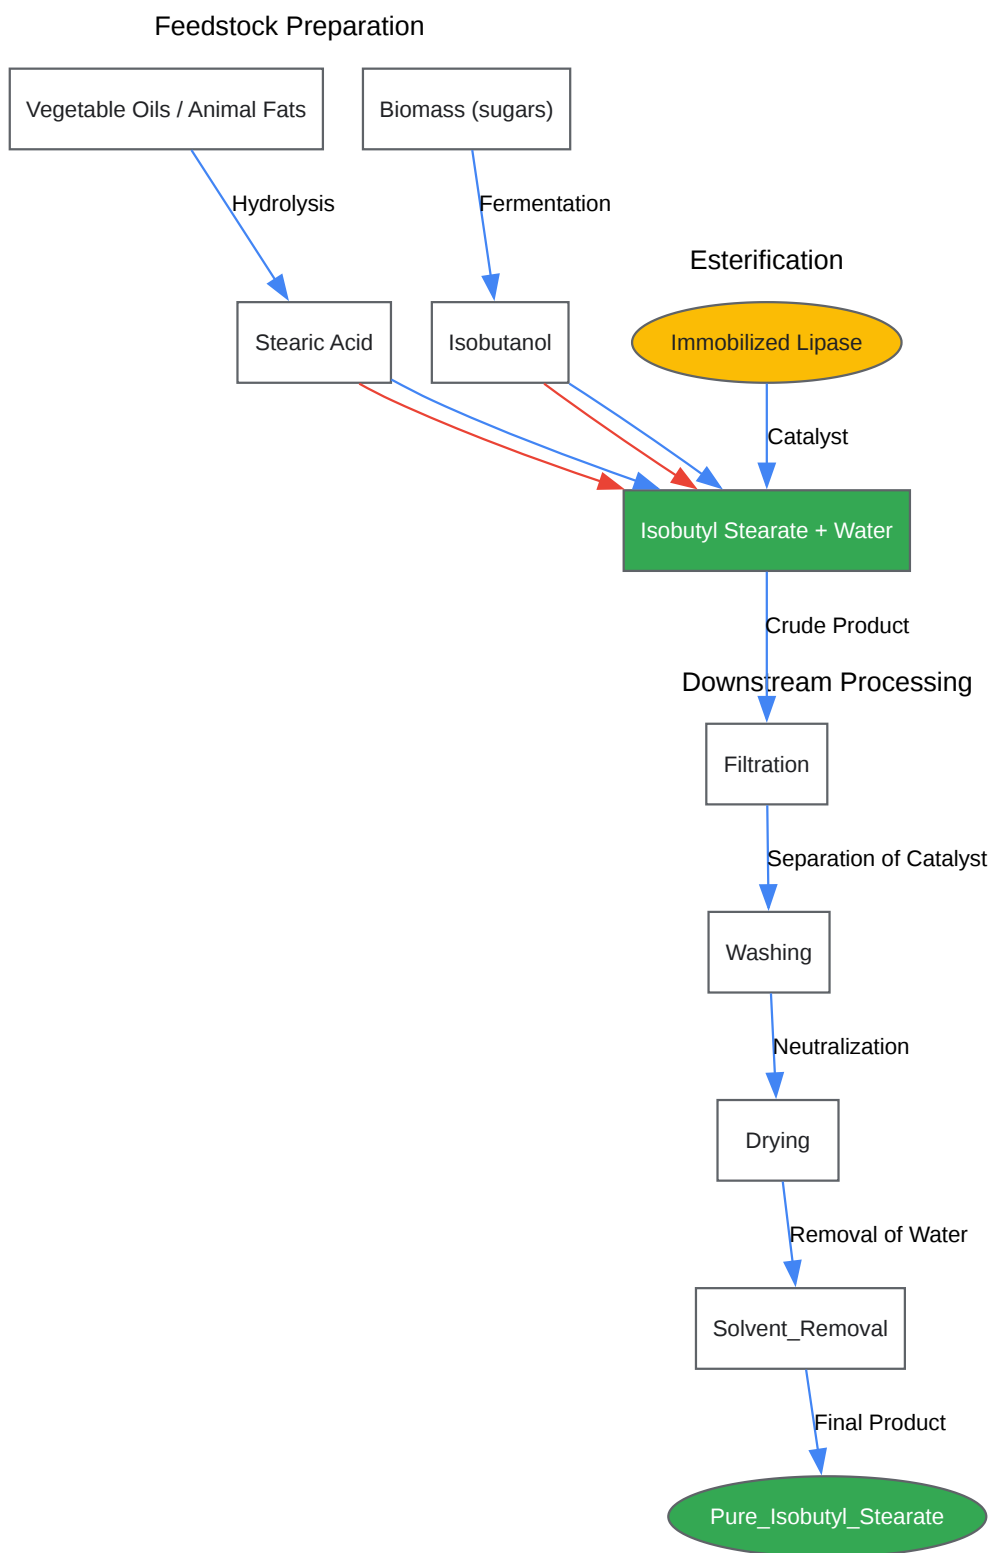 Feedstock Preparation
Vegetable Oils / Animal Fats
Biomass (sugars)
Hydrolysis
Fermentation
Esterification
Stearic Acid
Isobutanol
Immobilized Lipase
Catalyst
Isobutyl Stearate + Water
Crude Product
Downstream Processing
Filtration
Separation of Catalyst
Washing
Neutralization
Drying
Removal of Water
Solvent_Removal
Final Product
Pure_Isobutyl_Stearate